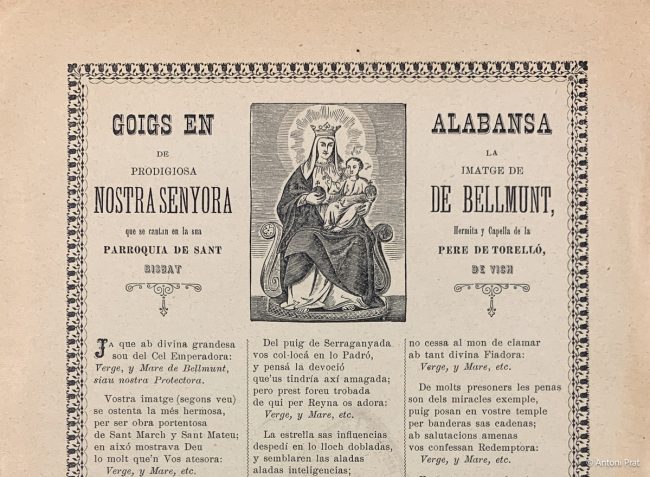 GOIGS EN ALABANSA
DE LA
PRODIGIOSA IMATGE DE
NOSTRA SENYORA DE BELLMUNT,
que se cantan en la sua Hermita y Capella de la
PARROQUIA DE SANT PERE DE TORELLÓ,
BISBAT DE VICH
JA que ab divina grandesa
sou del Cel Emperadora:
Verge, y Mare de Bellmunt,
siau nostra Protectora.
Vostra imatge (segons veu)
se ostenta la més hermosa,
per ser obra portentosa
de Sant March y Sant Mateu;
en aixó mostrava Deu
lo molt que'n Vos atesora:
Verge, y Mare, etc.
Del puig de Serraganyada
vos col-locá en lo Padró,
y pensá la devoció
que'us tindría axí amagada;
pero prest foreu trobada
de qui per Reyna os adora:
Verge, y Mare, etc.
La estrella sas influencias
despedí en lo lloch dobladas,
y semblaren las aladas
aladas inteligencias;
no cessa al mon de clamar
ab tant divina Fiadora:
Verge, y Mare, etc.
De molts presoners les penas
son dels miracles exemple,
puig posan en vostre temple
per banderas sas cadenas;
ab salutacions amenas
vos confessan Redemptora:
Verge, y Mare, etc.
© Antoni Prat